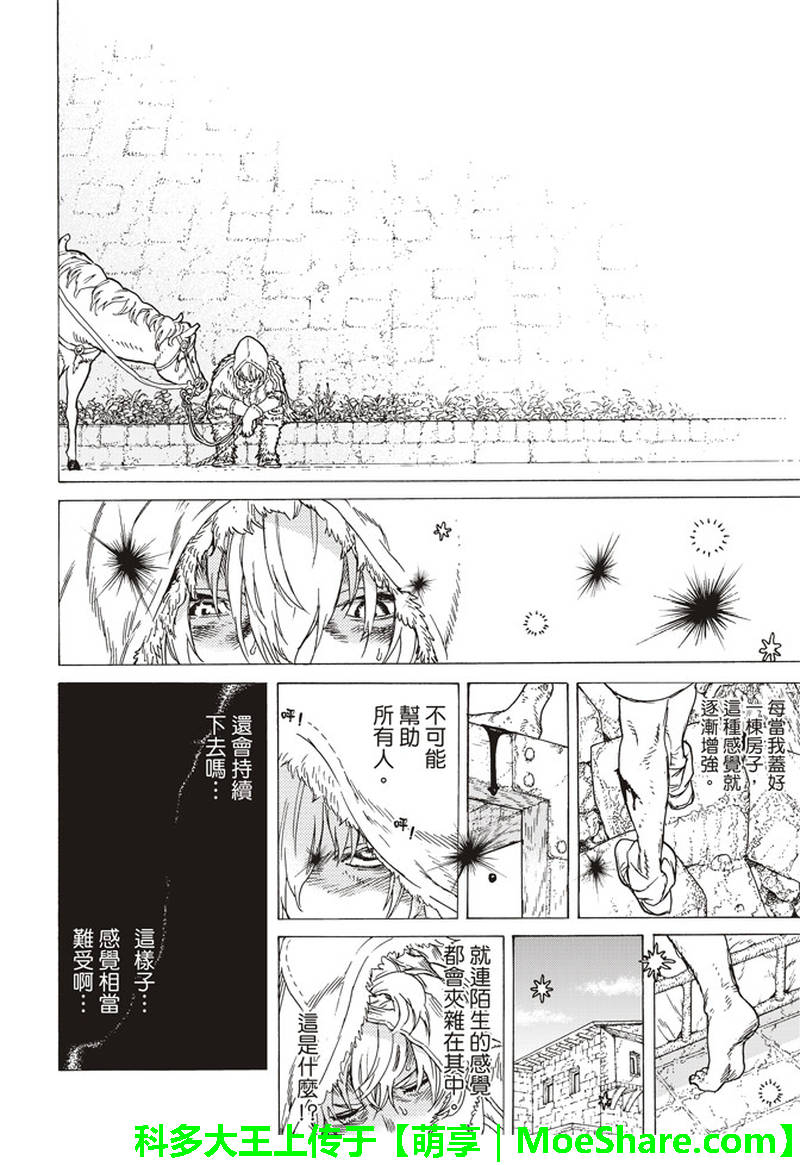 每當我蓋好
一棟房子，
這種感覺就
逐漸增強。
不可能
幫助
所有人。
呼！
呼！
就連陌生的感覺
都會夾雜在其中。
這是什麼!?
還會持續
下去嗎…
這樣子…
感覺相當
難受啊…
科多大王上传于【萌享】MoeShare.com】